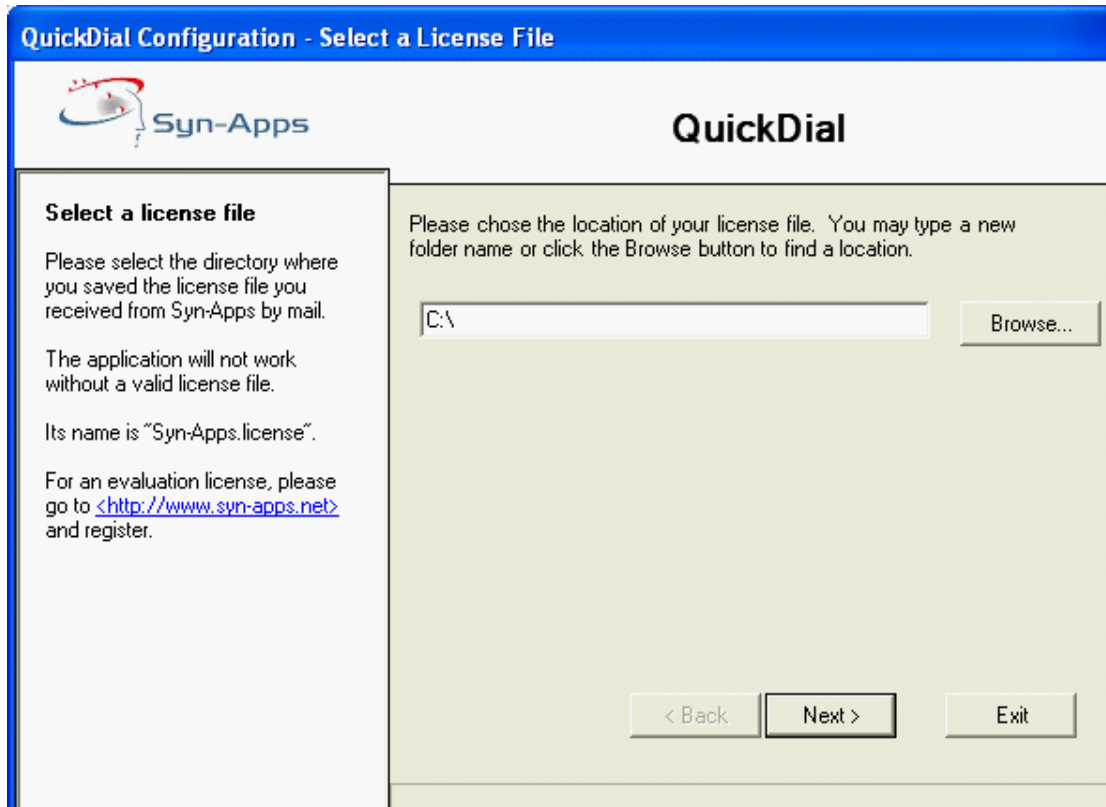 QuickDial Configuration - Select a License File
Syn-Apps
QuickDial
Select a license file
Please select the directory where
you saved the license file you
received from Syn-Apps by mail.
The application will not work
without a valid license file.
Its name is "Syn-Apps.license".
For an evaluation license, please
go to <http://www.syn-apps.net>
and register.
Please chose the location of your license file.  You may type a new
folder name or click the Browse button to find a location.
C:\
Browse...
< Back
Next >
Exit